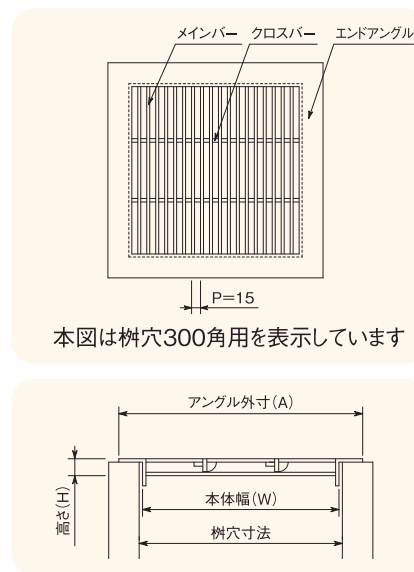 メインバー クロスバー エンドアングル
P=15
本図は桝穴300角用を表示しています
アングル外寸(A)
高さ(H)
本体幅(W)
桝穴寸法